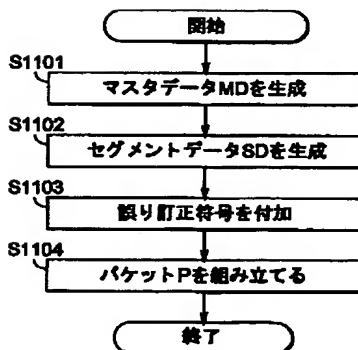 開始
S1101
マスタデータMDを生成
S1102
セグメントデータSDを生成
S1103
誤り訂正符号を付加
S1104
パケットPを組み立てる
終了